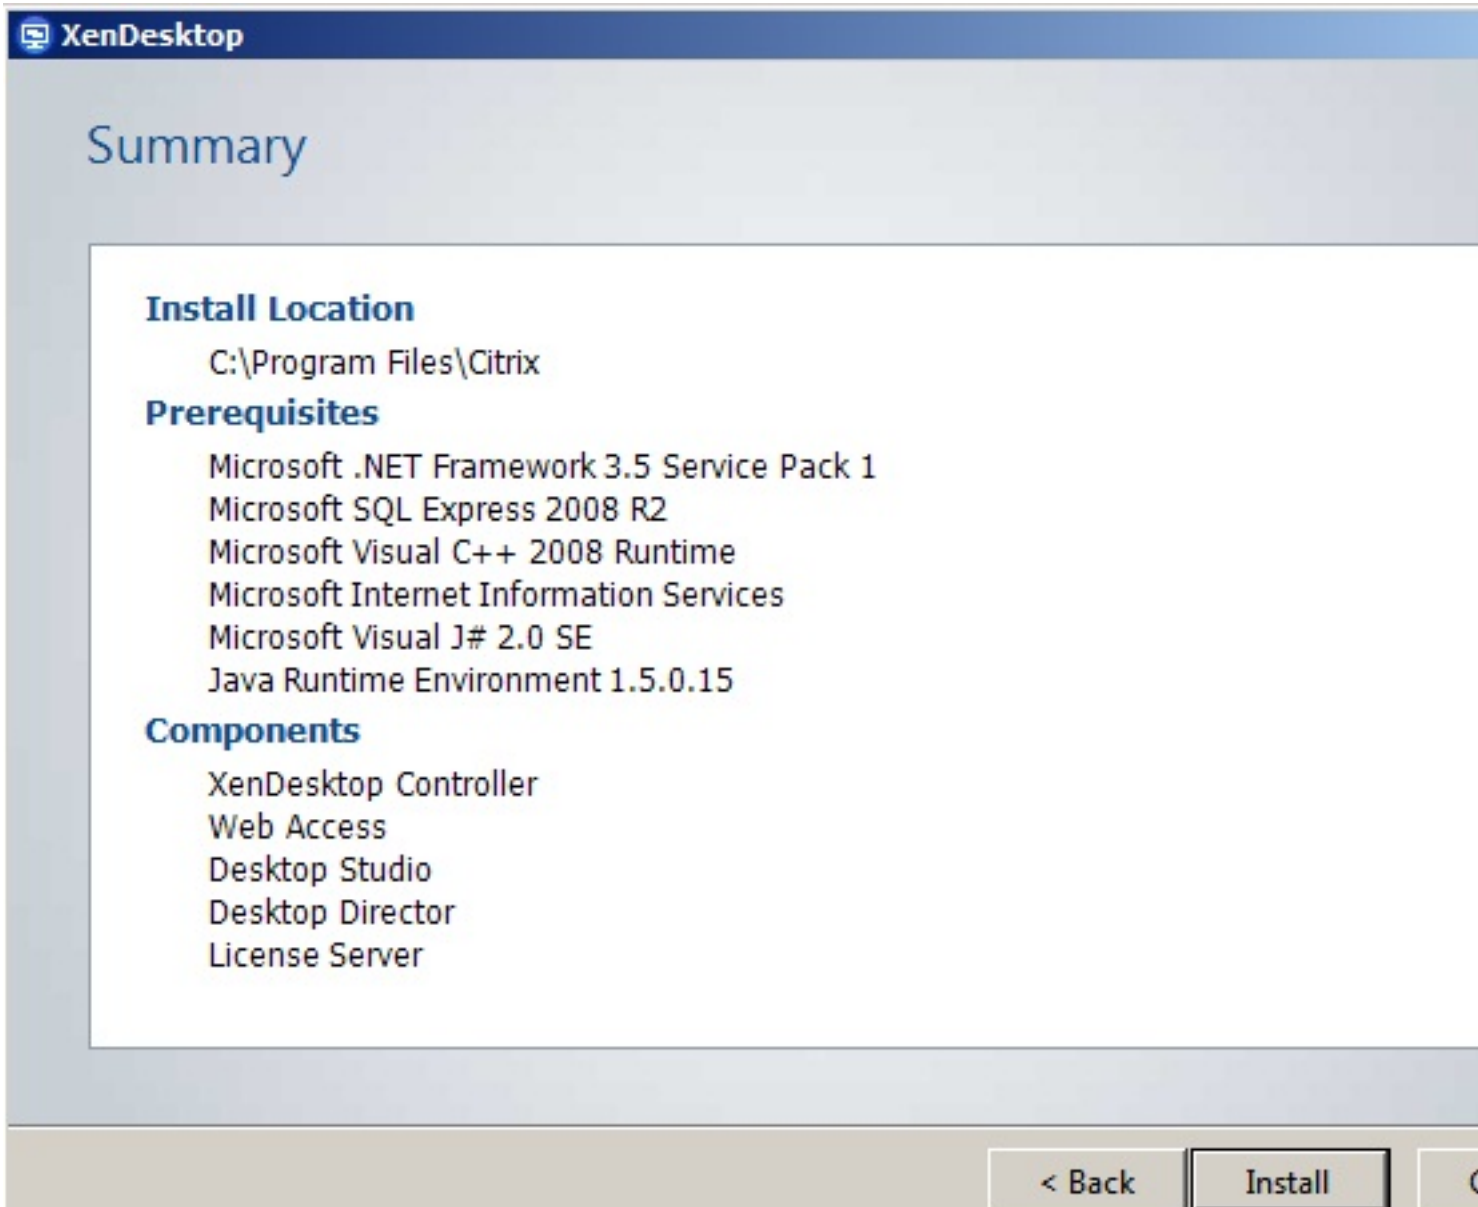 XenDesktop
Summary
Install Location
C:\Program Files\Citrix
Prerequisites
Microsoft .NET Framework 3.5 Service Pack 1
Microsoft SQL Express 2008 R2
Microsoft Visual C++ 2008 Runtime
Microsoft Internet Information Services
Microsoft Visual J# 2.0 SE
Java Runtime Environment 1.5.0.15
Components
XenDesktop Controller
Web Access
Desktop Studio
Desktop Director
License Server
< Back Install